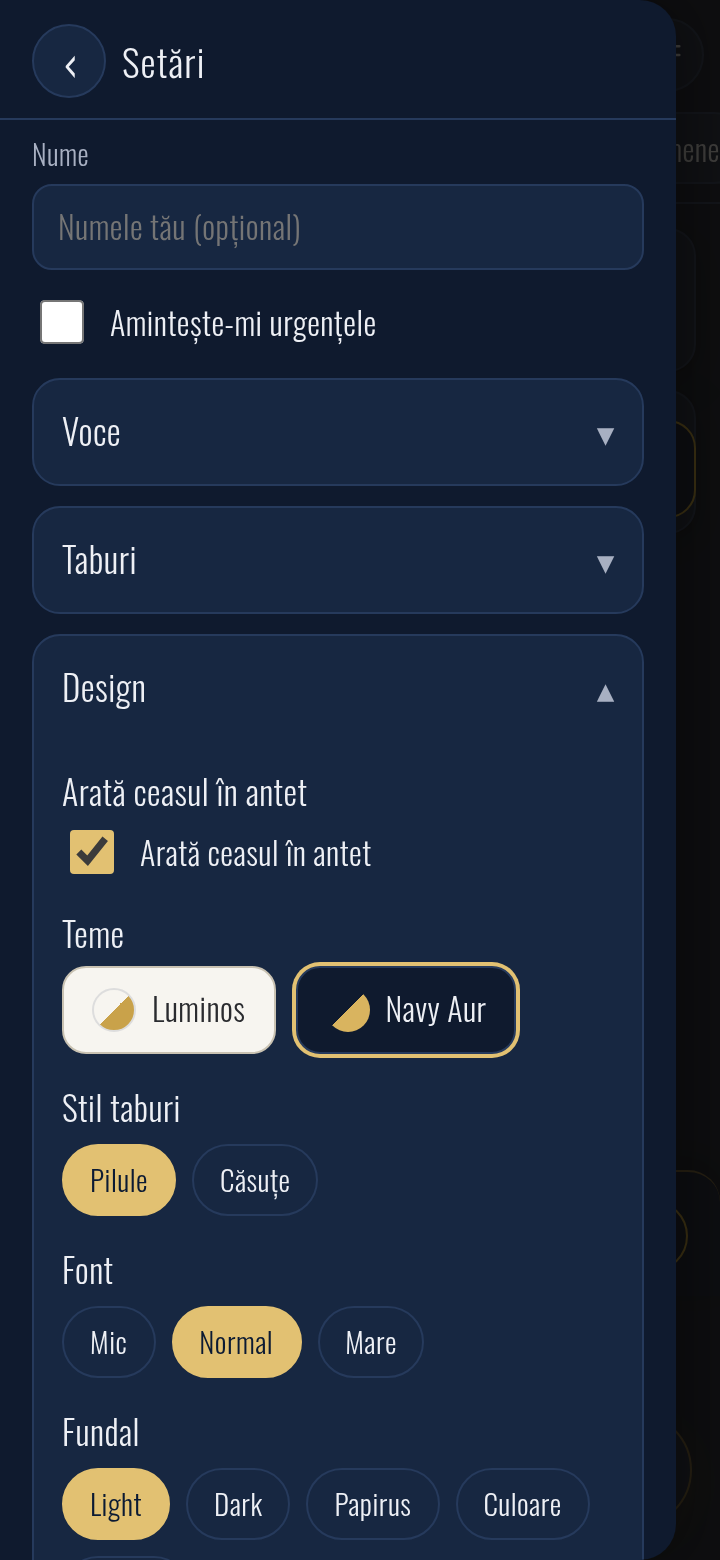 ‹ Setări
Nume
Numele tău (opțional)
Amintește-mi urgențele
Voce ▼
Taburi ▼
Design ▲
Arată ceasul în antet
Arată ceasul în antet
Teme
Luminos Navy Aur
Stil taburi
Pilule Căsuțe
Font
Mic Normal Mare
Fundal
Light Dark Papirus Culoare